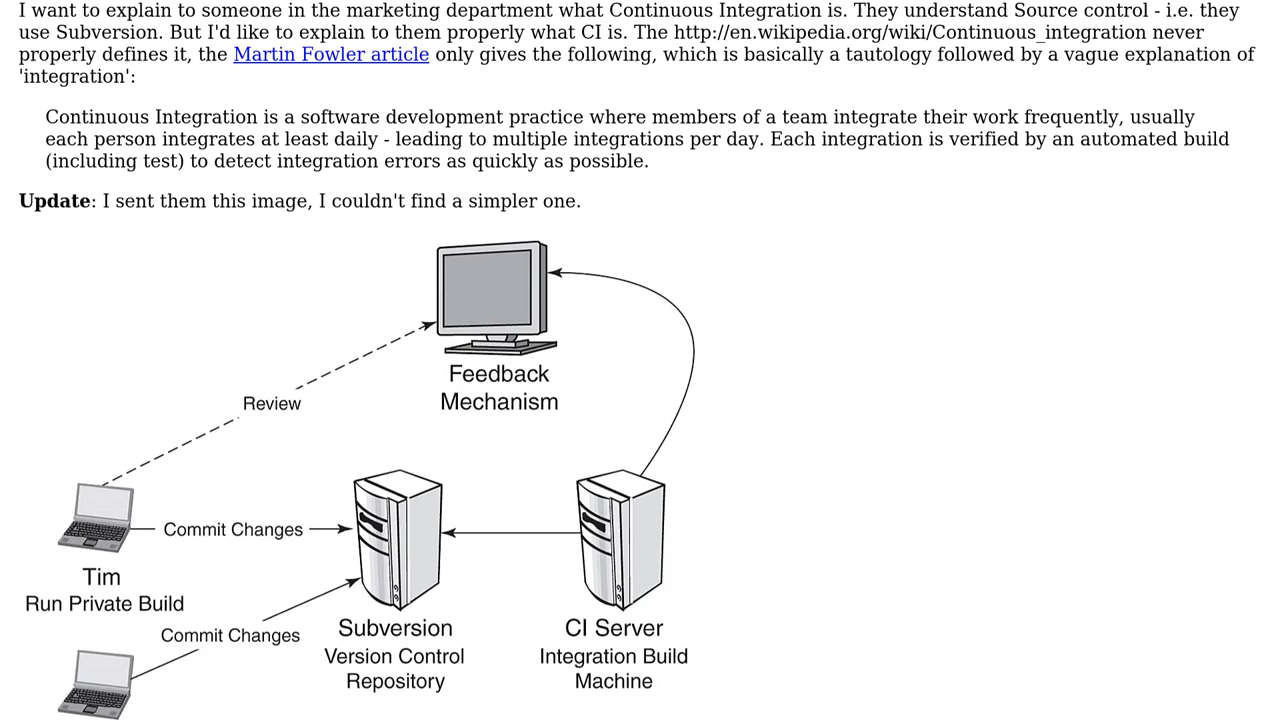 I want to explain to someone in the marketing department what Continuous Integration is. They understand Source control - i.e. they
use Subversion. But I'd like to explain to them properly what CI is. The http://en.wikipedia.org/wiki/Continuous_integration never
properly defines it, the Martin Fowler article only gives the following, which is basically a tautology followed by a vague explanation of
'integration':
Continuous Integration is a software development practice where members of a team integrate their work frequently, usually
each person integrates at least daily - leading to multiple integrations per day. Each integration is verified by an automated build
(including test) to detect integration errors as quickly as possible.
Update: I sent them this image, I couldn't find a simpler one.
Feedback
Mechanism
Review
Commit Changes
Tim
Run Private Build
Commit Changes
Subversion
Version Control
Repository
CI Server
Integration Build
Machine